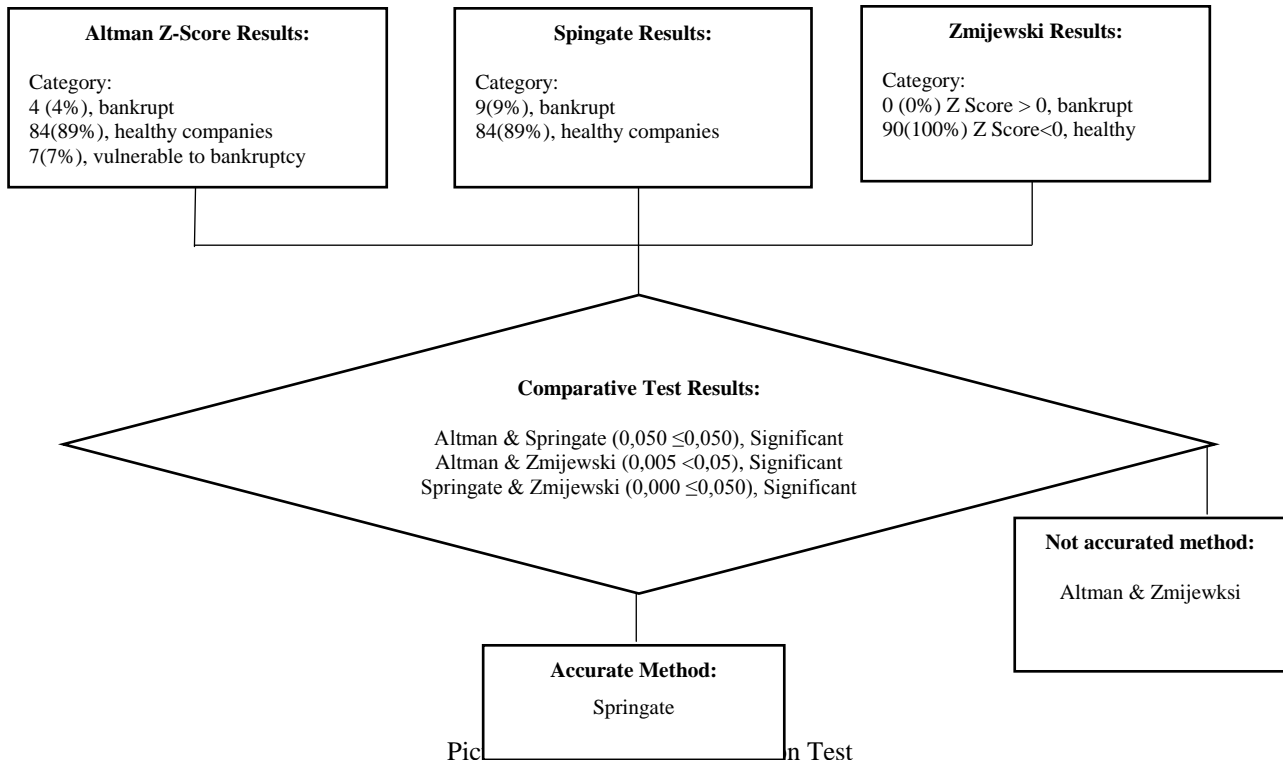 Altman Z-Score Results:
Category:
4 (4%), bankrupt
84(89%), healthy companies
7(7%), vulnerable to bankruptcy
Spingate Results:
Category:
9(9%), bankrupt
84(89%), healthy companies
Zmijewski Results:
Category:
0 (0%) Z Score > 0, bankrupt
90(100%) Z Score<0, healthy
Comparative Test Results:
Altman & Springate (0,050 ≤0,050), Significant
Altman & Zmijewski (0,005 <0,05), Significant
Springate & Zmijewski (0,000 ≤0,050), Significant
Not accurated method:
Altman & Zmijewksi
Accurate Method:
Springate
Test